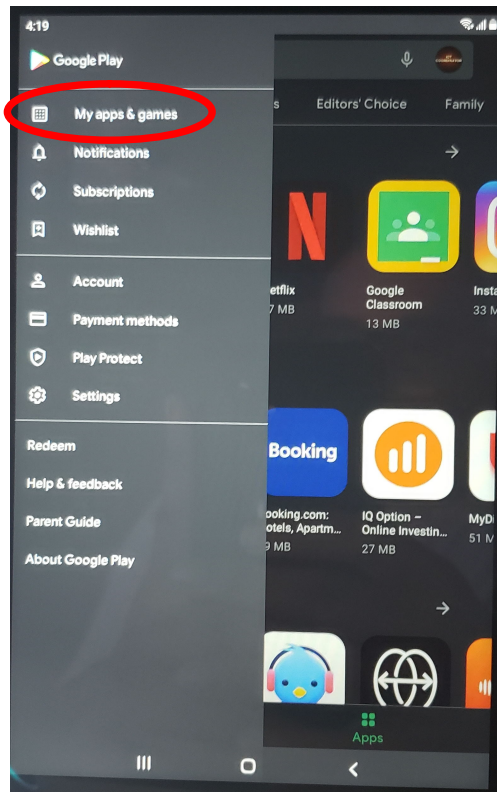 4:19
Google Play
My apps & games
Notifications
Subscriptions
Wishlist
Account
Payment methods
Play Protect
Settings
Redeem
Help & feedback
Parent Guide
About Google Play
s Editors' Choice Family
etflix
7 MB
Google
Classroom
13 MB
Insta
33 M
Booking
ooking.com:
otels, Apartm...
9 MB
IQ Option –
Online Investin...
27 MB
MyD
51 M
Apps